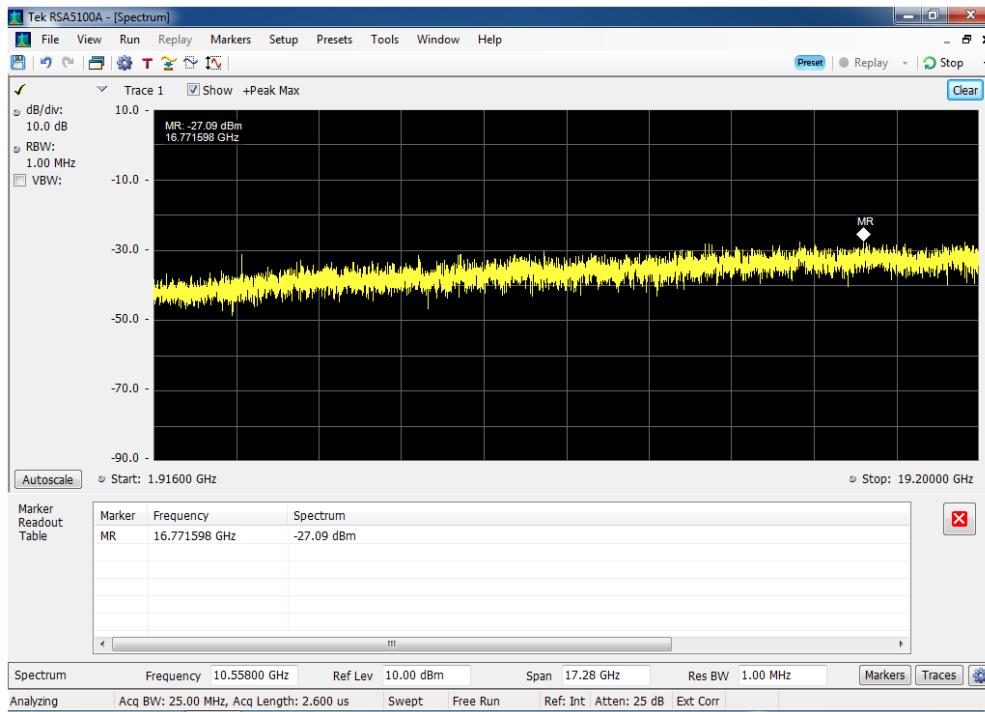 Tek RSA5100A - [Spectrum]
File View Run Replay Markers Setup Presets Tools Window Help
T Preset Replay Stop
Trace 1 Show +Peak Max Clear
dB/div:
10.0 dB
RBW:
1.00 MHz
VBW:
10.0
MR: -27.09 dBm
16.771598 GHz
-10.0
MR
-30.0
-50.0
-70.0
-90.0
Autoscale Start: 1.91600 GHz Stop: 19.20000 GHz
Marker
Readout
Table
Marker Frequency Spectrum
MR 16.771598 GHz -27.09 dBm
Spectrum Frequency 10.55800 GHz Ref Lev 10.00 dBm Span 17.28 GHz Res BW 1.00 MHz Markers Traces
Analyzing Acq BW: 25.00 MHz, Acq Length: 2.600 us Swept Free Run Ref: Int Atten: 25 dB Ext Corr